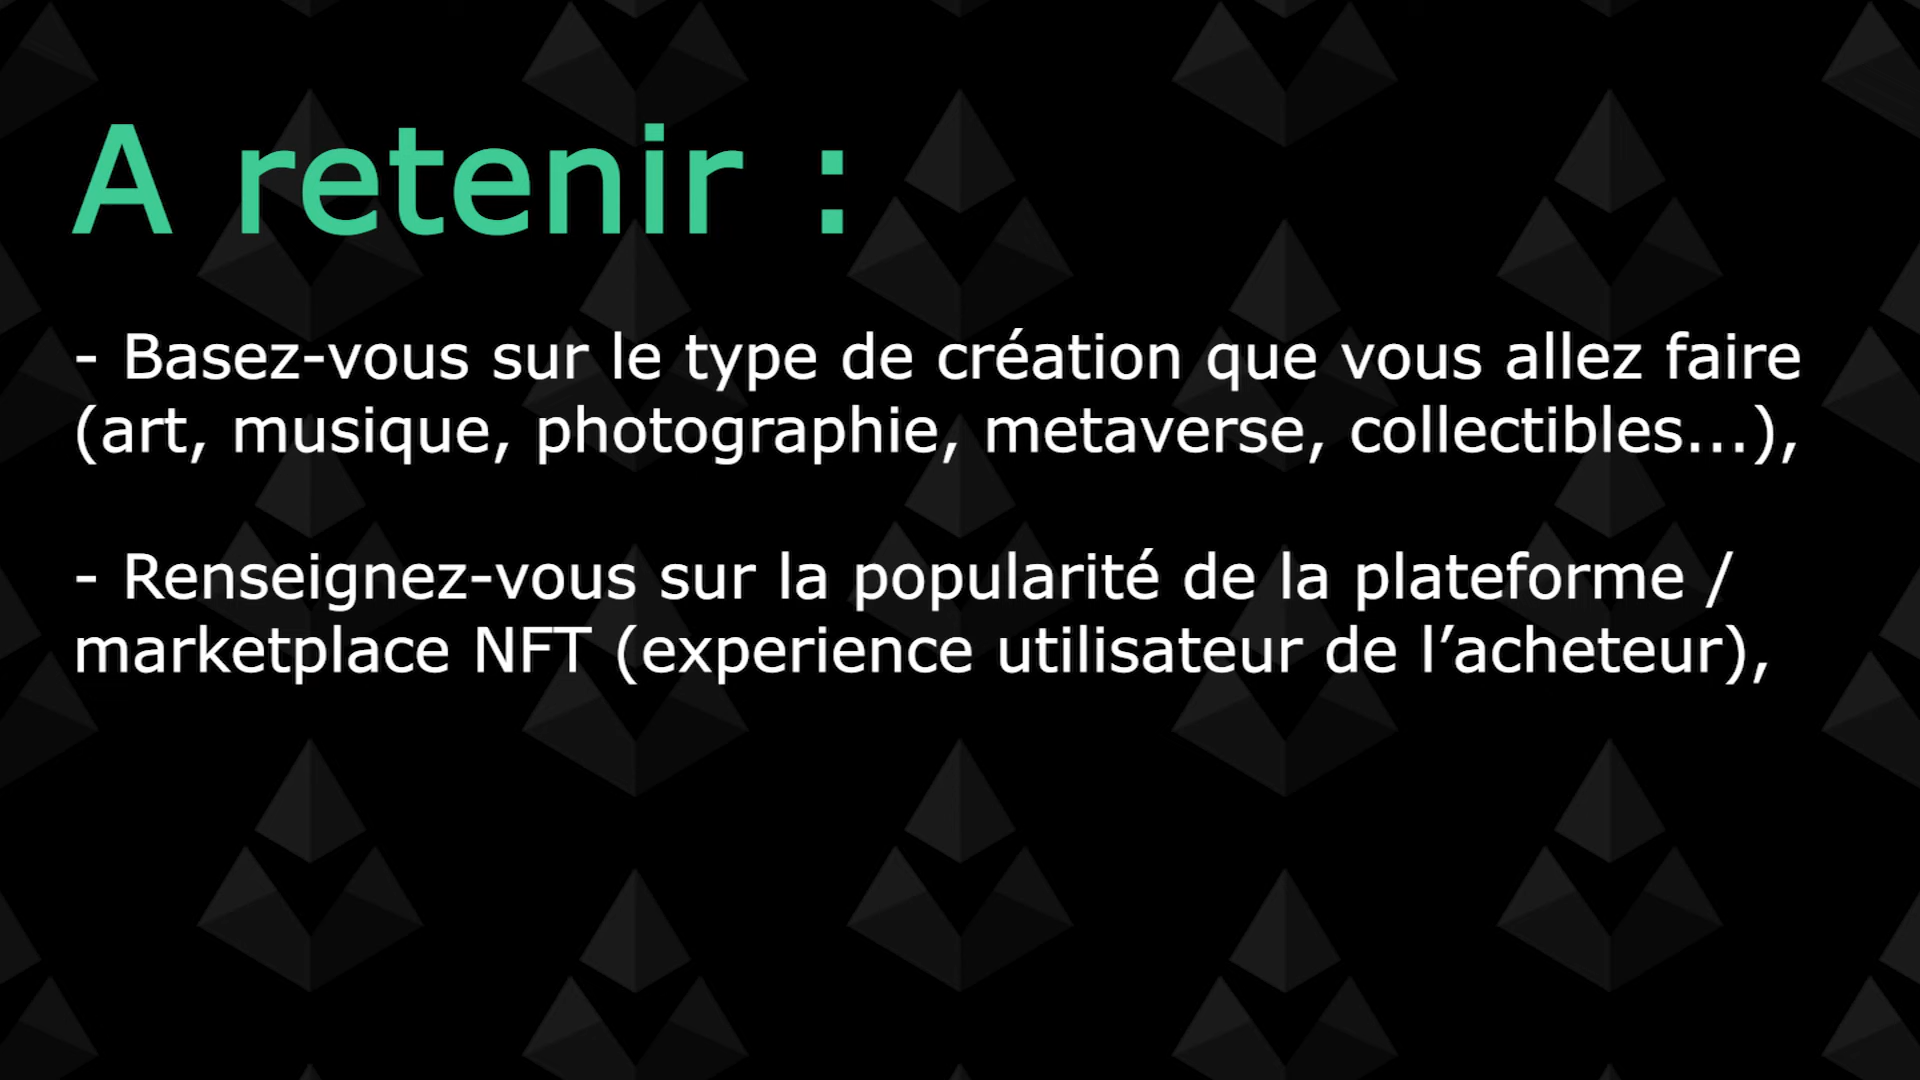 A retenir :
- Basez-vous sur le type de création que vous allez faire
(art, musique, photographie, metaverse, collectibles...),
- Renseignez-vous sur la popularité de la plateforme /
marketplace NFT (experience utilisateur de l’acheteur),